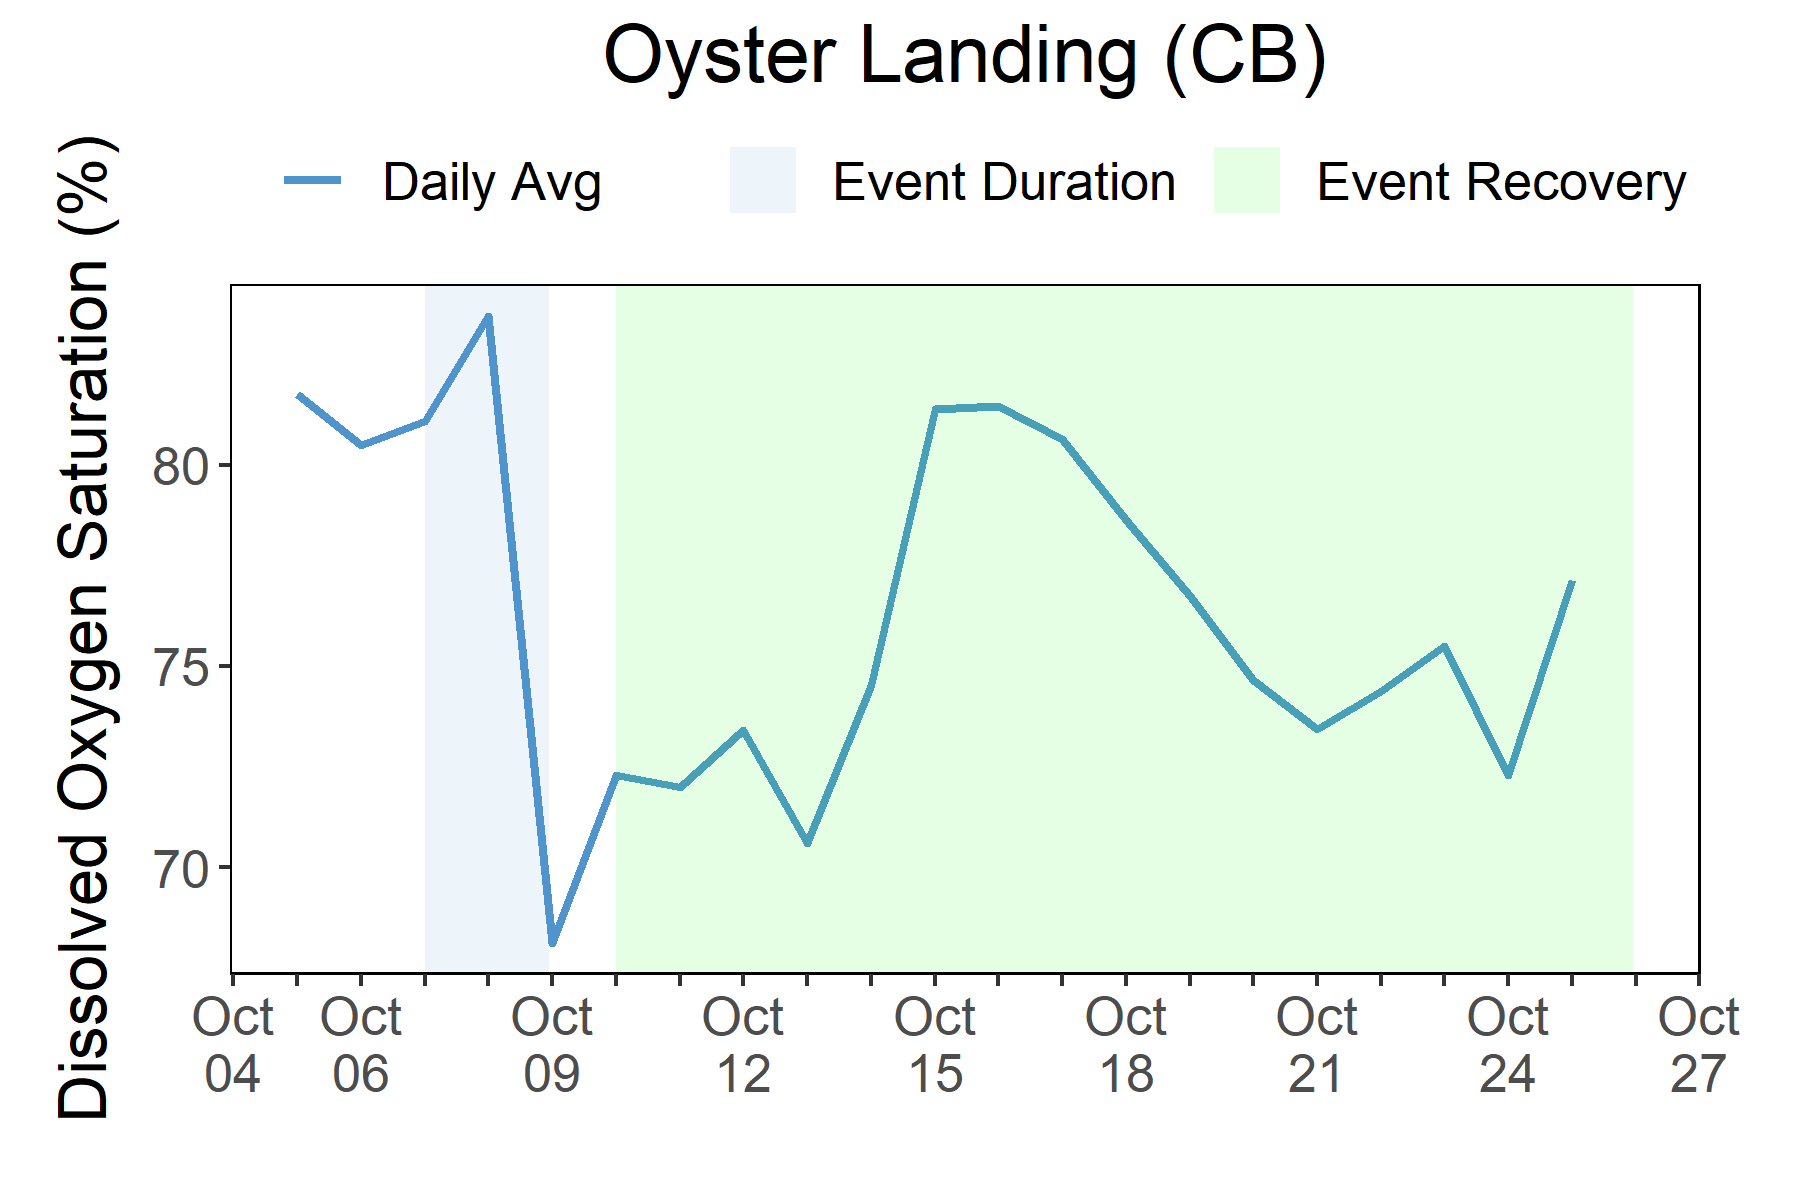 Oyster Landing (CB)
Daily Avg
Event Duration
Event Recovery
Dissolved Oxygen Saturation (%)
80
75
70
Oct
04
Oct
06
Oct
09
Oct
12
Oct
15
Oct
18
Oct
21
Oct
24
Oct
27